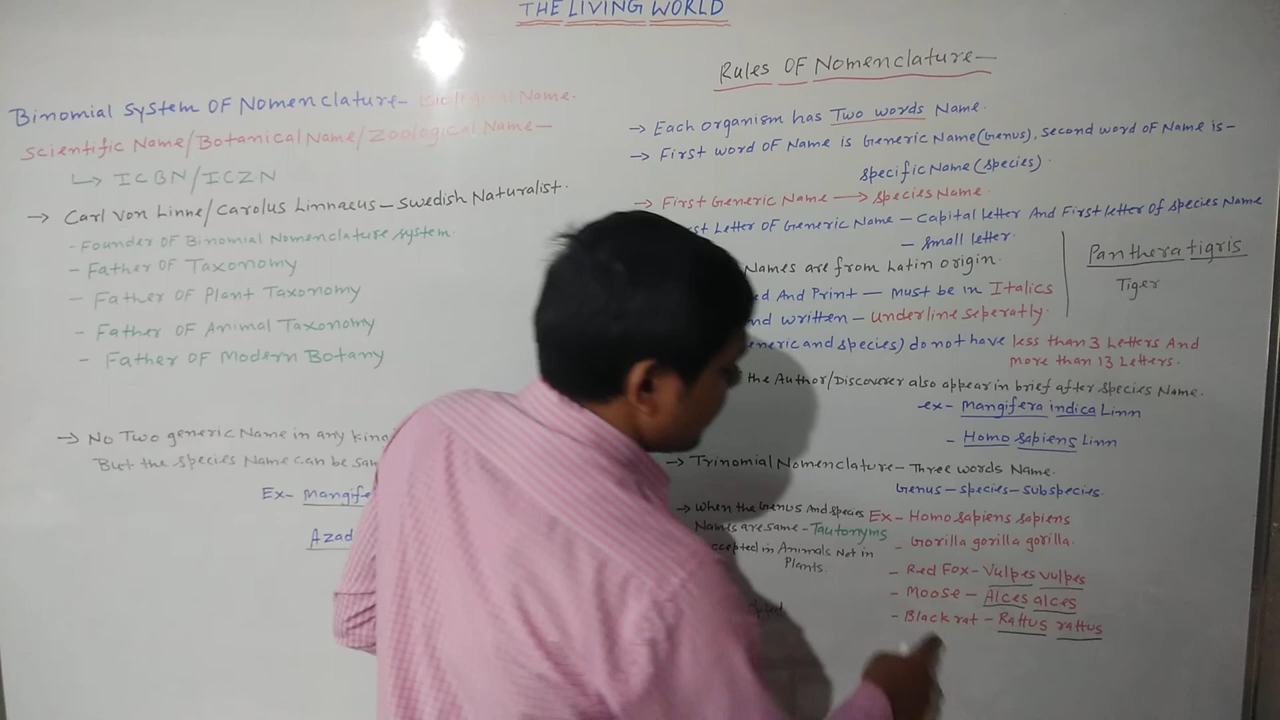 THE LIVING WORLD
Binomial System OF Nomenclature- Biological Name.
Scientific Name/Botanical Name/Zoological Name-
↳ ICBN/ICZN
→ Carl Von Linne/Carolus Linnaeus - Swedish Naturalist.
- Founder OF Binomial Nomenclature system.
- Father OF Taxonomy
- Father OF Plant Taxonomy
- Father OF Animal Taxonomy
- Father OF Modern Botany
→ No Two generic Name in any
But the species Name can be
Ex-
Rules OF Nomenclature-
→ Each organism has Two words Name.
→ First word OF Name is Generic Name(Genus), second word OF Name is-
specific Name (species).
→ First Generic Name → species Name.
Letter OF Generic Name - Capital letter And First letter of species Name
- small letter.
Names are from Latin origin.
And Print - must be in Italics
written - underline seperatly.
and species) do not have less than 3 Letters And
more than 13 Letters.
the Author/Discoverer also appear in brief after species Name.
ex- Mangifera indica Linn
- Homo sapiens Linn
Panthera tigris
Tiger
→ Trinomial Nomenclature - Three words Name.
Genus - species - subspecies.
→ when the Genus And species
Names are same - Tautonyms
in Animals Not in
Plants.
Ex - Homo sapiens sapiens
- Gorilla gorilla gorilla.
- Red Fox - Vulpes vulpes
- Moose - Alces alces
- Black rat - Rattus rattus